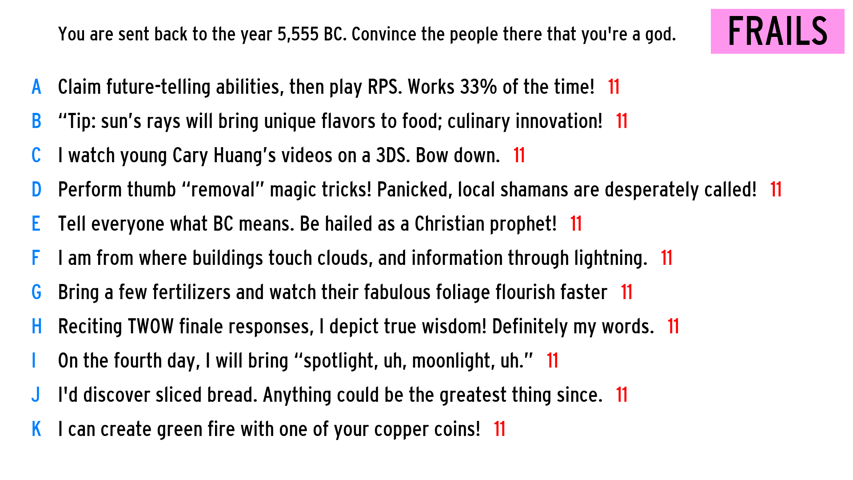 You are sent back to the year 5,555 BC. Convince the people there that you're a god.
FRAILS
A Claim future-telling abilities, then play RPS. Works 33% of the time! 11
B “Tip: sun’s rays will bring unique flavors to food; culinary innovation! 11
C I watch young Cary Huang’s videos on a 3DS. Bow down. 11
D Perform thumb “removal” magic tricks! Panicked, local shamans are desperately called! 11
E Tell everyone what BC means. Be hailed as a Christian prophet! 11
F I am from where buildings touch clouds, and information through lightning. 11
G Bring a few fertilizers and watch their fabulous foliage flourish faster 11
H Reciting TWOW finale responses, I depict true wisdom! Definitely my words. 11
I On the fourth day, I will bring “spotlight, uh, moonlight, uh.” 11
J I'd discover sliced bread. Anything could be the greatest thing since. 11
K I can create green fire with one of your copper coins! 11